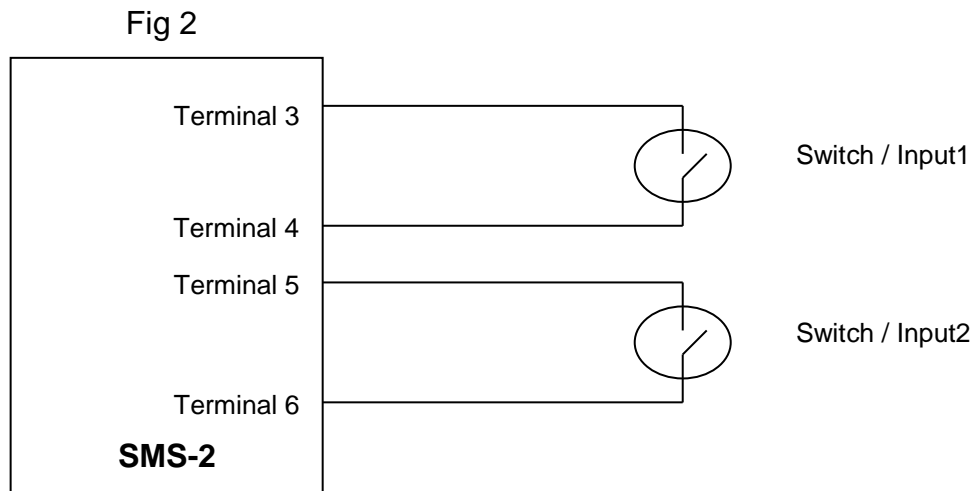 Fig 2
Terminal 3
Switch / Input1
Terminal 4
Terminal 5
Switch / Input2
Terminal 6
SMS-2